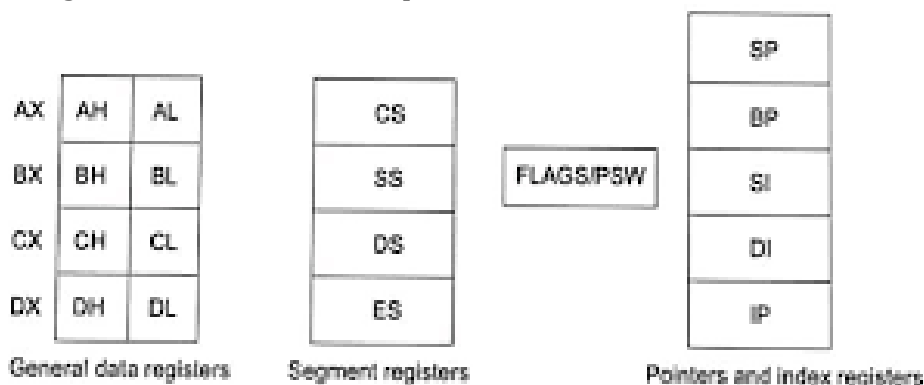 AX AH AL
BX BH BL
CX CH CL
DX DH DL
General data registers
CS
SS
DS
ES
Segment registers
FLAGS/PSW
SP
BP
SI
DI
IP
Pointers and index registers